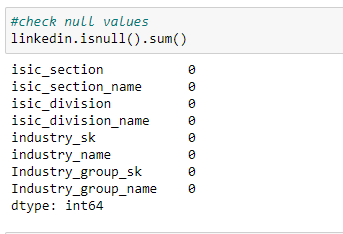 #check null values
linkedin.isnull().sum()
isic_section 0
isic_section_name 0
isic_division 0
isic_division_name 0
industry_sk 0
industry_name 0
Industry_group_sk 0
Industry_group_name 0
dtype: int64